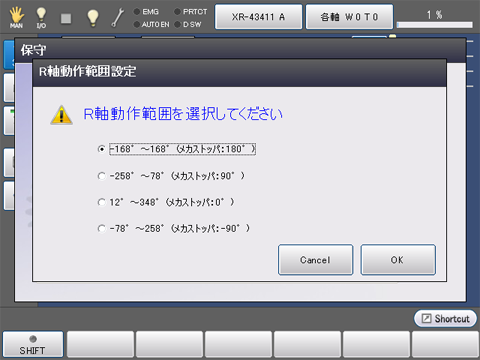 MAN
I/O
EMG
PRTCT
AUTO EN
D SW
XR-43411 A
各軸 W 0 T 0
1 %
保守
R軸動作範囲設定
R軸動作範囲を選択してください
-168° ～168° (メカストッパ:180° )
-258° ～78° (メカストッパ:90° )
12° ～348° (メカストッパ:0° )
-78° ～258° (メカストッパ:-90° )
Cancel
OK
Shortcut
SHIFT